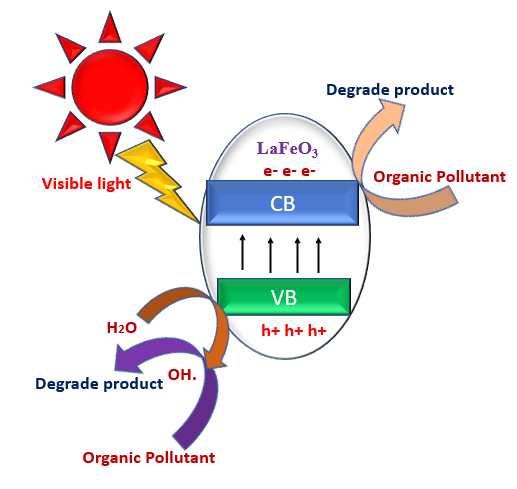 Degrade product
LaFeO₃
e- e- e-
Visible light
Organic Pollutant
CB
VB
h+ h+ h+
H2O
OH.
Degrade product
Organic Pollutant